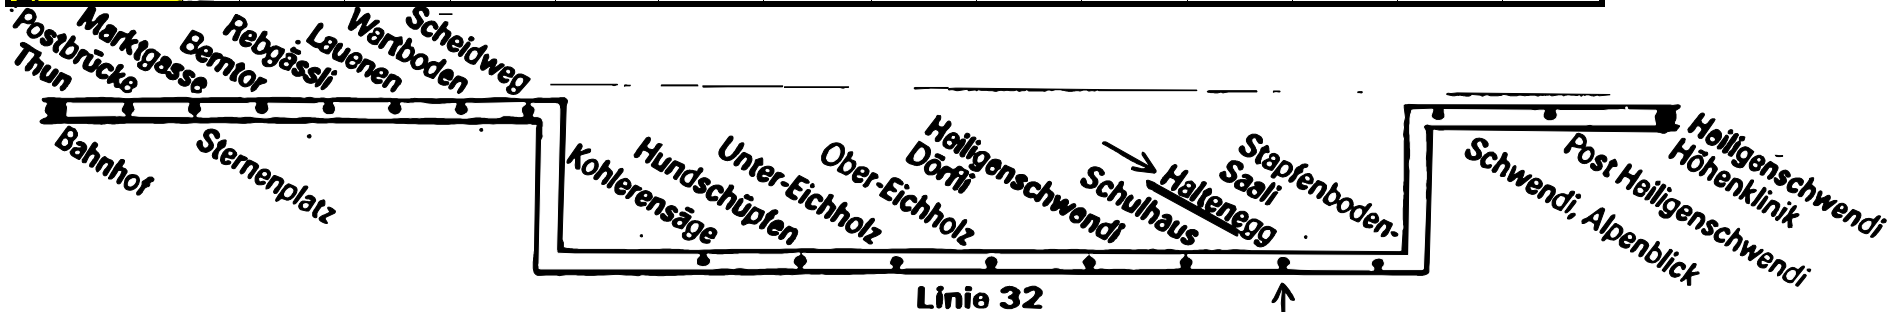 Thun
Postbrücke
Marktgasse
Berntor
Rebgässli
Lauenen
Wartboden
Scheidweg
Bahnhof
Sternenplatz
Kohlerensäge
Hundschüpfen
Unter-Eichholz
Ober-Eichholz
Dörfli
Heiligenschwendi
Schulhaus
Haltenegg
Saali
Stapfenboden-
Schwendi, Alpenblick
Post Heiligenschwendi
Höhenklinik
Heiligenschwendi
Linie 32